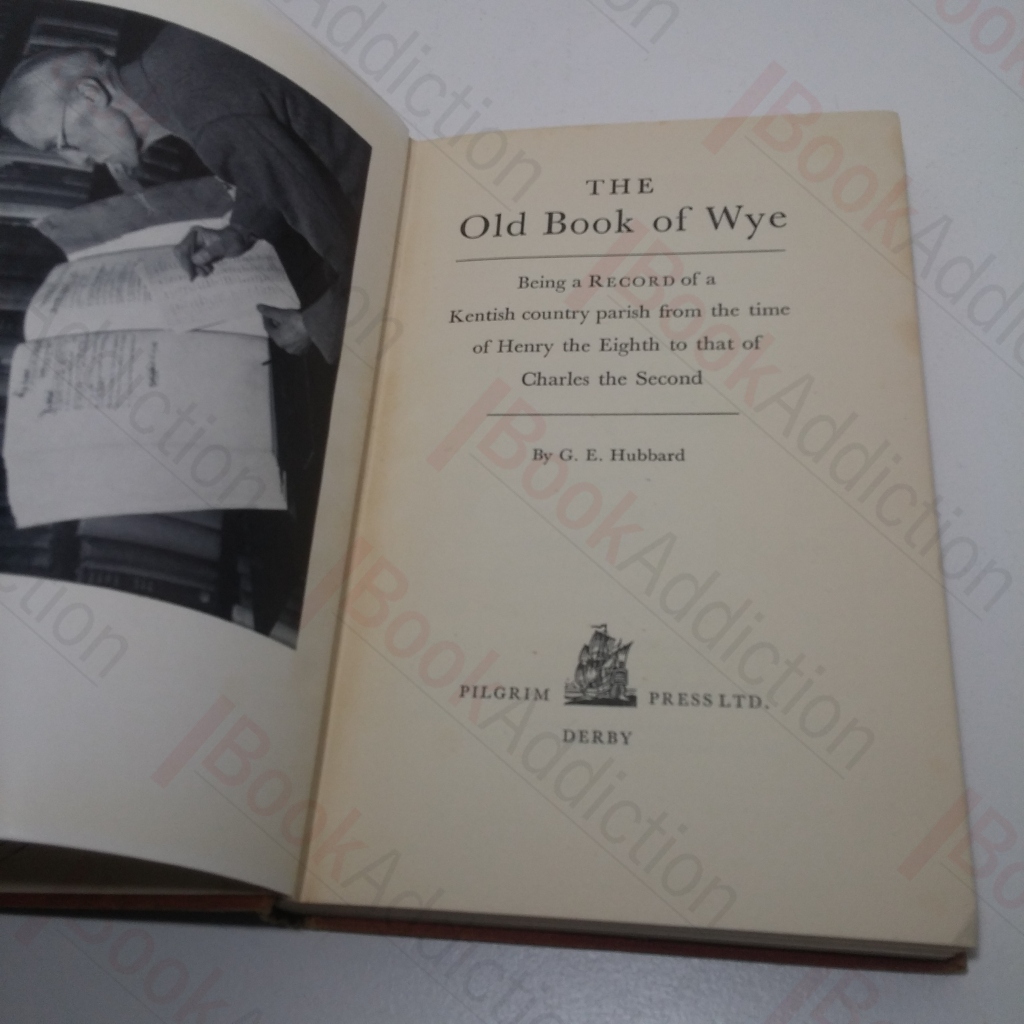 THE
Old Book of Wye
Being a RECORD of a
Kentish country parish from the time
of Henry the Eighth to that of
Charles the Second
By G. E. Hubbard
PILGRIM PRESS LTD.
DERBY
BookAddiction